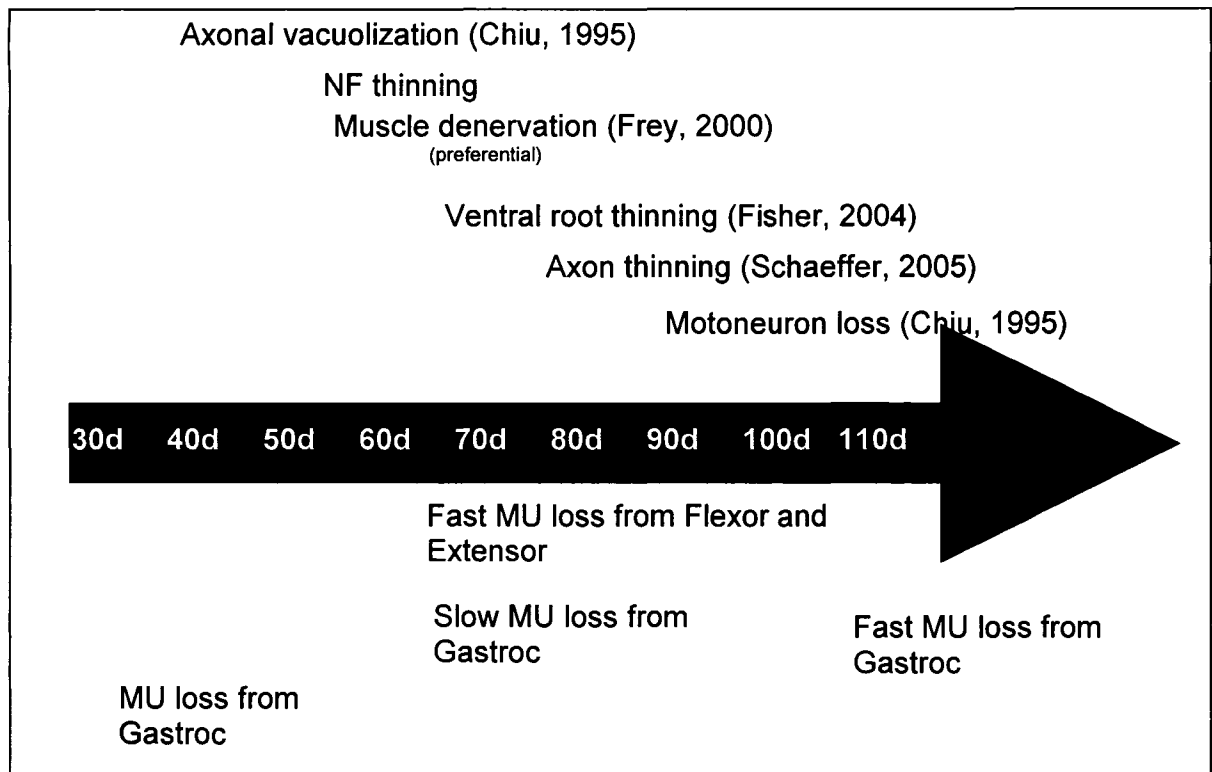 Axonal vacuolization (Chiu, 1995)
NF thinning
Muscle denervation (Frey, 2000)
(preferential)
Ventral root thinning (Fisher, 2004)
Axon thinning (Schaeffer, 2005)
Motoneuron loss (Chiu, 1995)
30d 40d 50d 60d 70d 80d 90d 100d 110d
Fast MU loss from Flexor and
Extensor
Slow MU loss from
Gastroc
Fast MU loss from
Gastroc
MU loss from
Gastroc